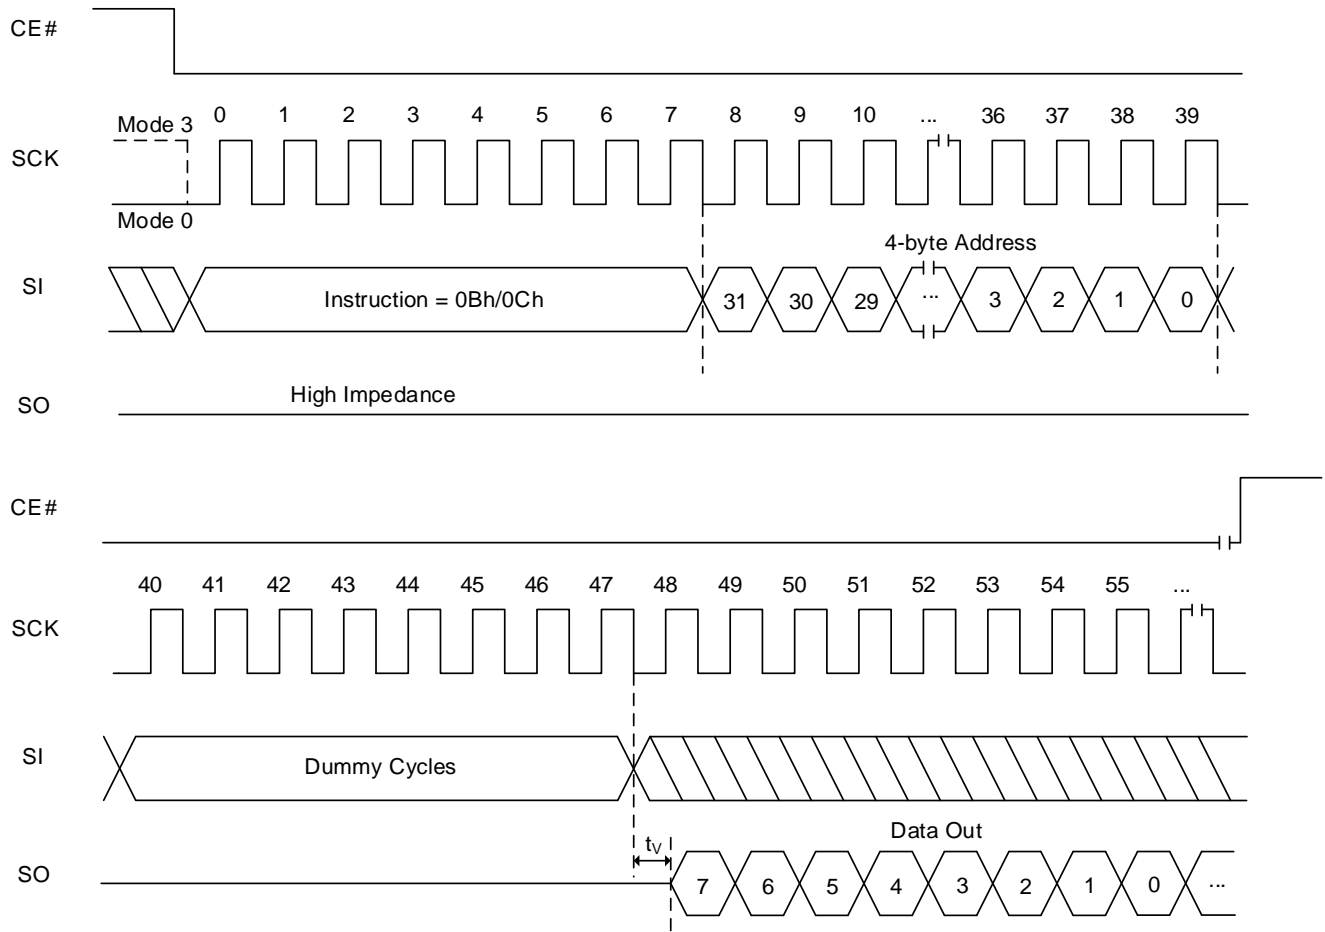 CE#
Mode 3 0 1 2 3 4 5 6 7 8 9 10 ... 36 37 38 39
SCK
Mode 0
4-byte Address
SI Instruction = 0Bh/0Ch 31 30 29 ... 3 2 1 0
High Impedance
SO
CE#
40 41 42 43 44 45 46 47 48 49 50 51 52 53 54 55 ...
SCK
SI Dummy Cycles
Data Out
tV
SO 7 6 5 4 3 2 1 0 ...